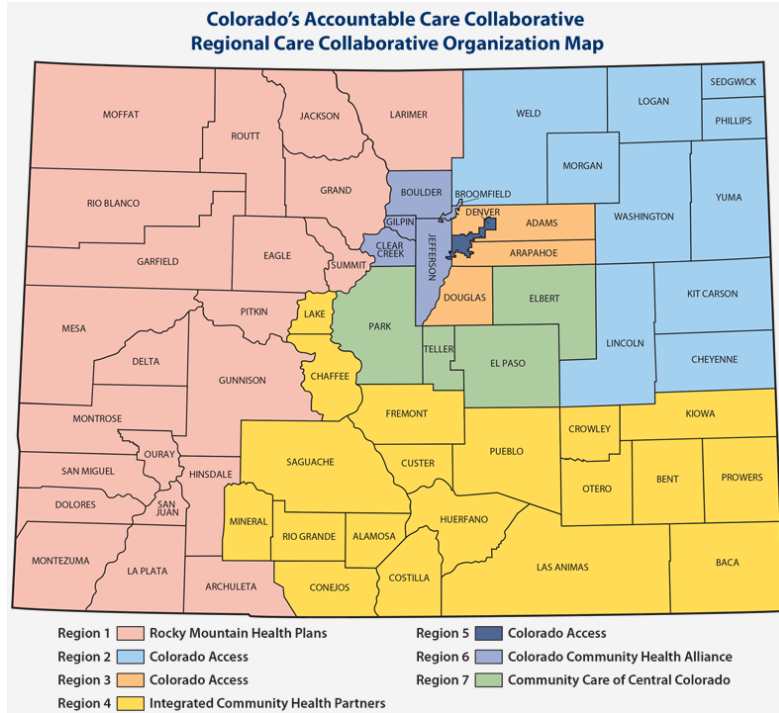 Colorado's Accountable Care Collaborative
Regional Care Collaborative Organization Map
MOFFAT
ROUTT
JACKSON
LARIMER
WELD
LOGAN
SEDGWICK
PHILLIPS
MORGAN
RIO BLANCO
GRAND
BOULDER
BROOMFIELD
WASHINGTON
YUMA
GILPIN
DENVER
ADAMS
GARFIELD
EAGLE
SUMMIT
CLEAR
CREEK
JEFFERSON
ARAPAHOE
MESA
PITKIN
LAKE
PARK
DOUGLAS
ELBERT
KIT CARSON
DELTA
GUNNISON
CHAFFEE
TELLER
EL PASO
LINCOLN
CHEYENNE
MONTROSE
FREMONT
CROWLEY
KIOWA
OURAY
SAN MIGUEL
HINSDALE
SAGUACHE
CUSTER
PUEBLO
OTERO
BENT
PROWERS
DOLORES
SAN
JUAN
MINERAL
RIO GRANDE
ALAMOSA
HUERFANO
MONTEZUMA
LA PLATA
ARCHULETA
CONEJOS
COSTILLA
LAS ANIMAS
BACA
Region 1 Rocky Mountain Health Plans
Region 2 Colorado Access
Region 3 Colorado Access
Region 4 Integrated Community Health Partners
Region 5 Colorado Access
Region 6 Colorado Community Health Alliance
Region 7 Community Care of Central Colorado